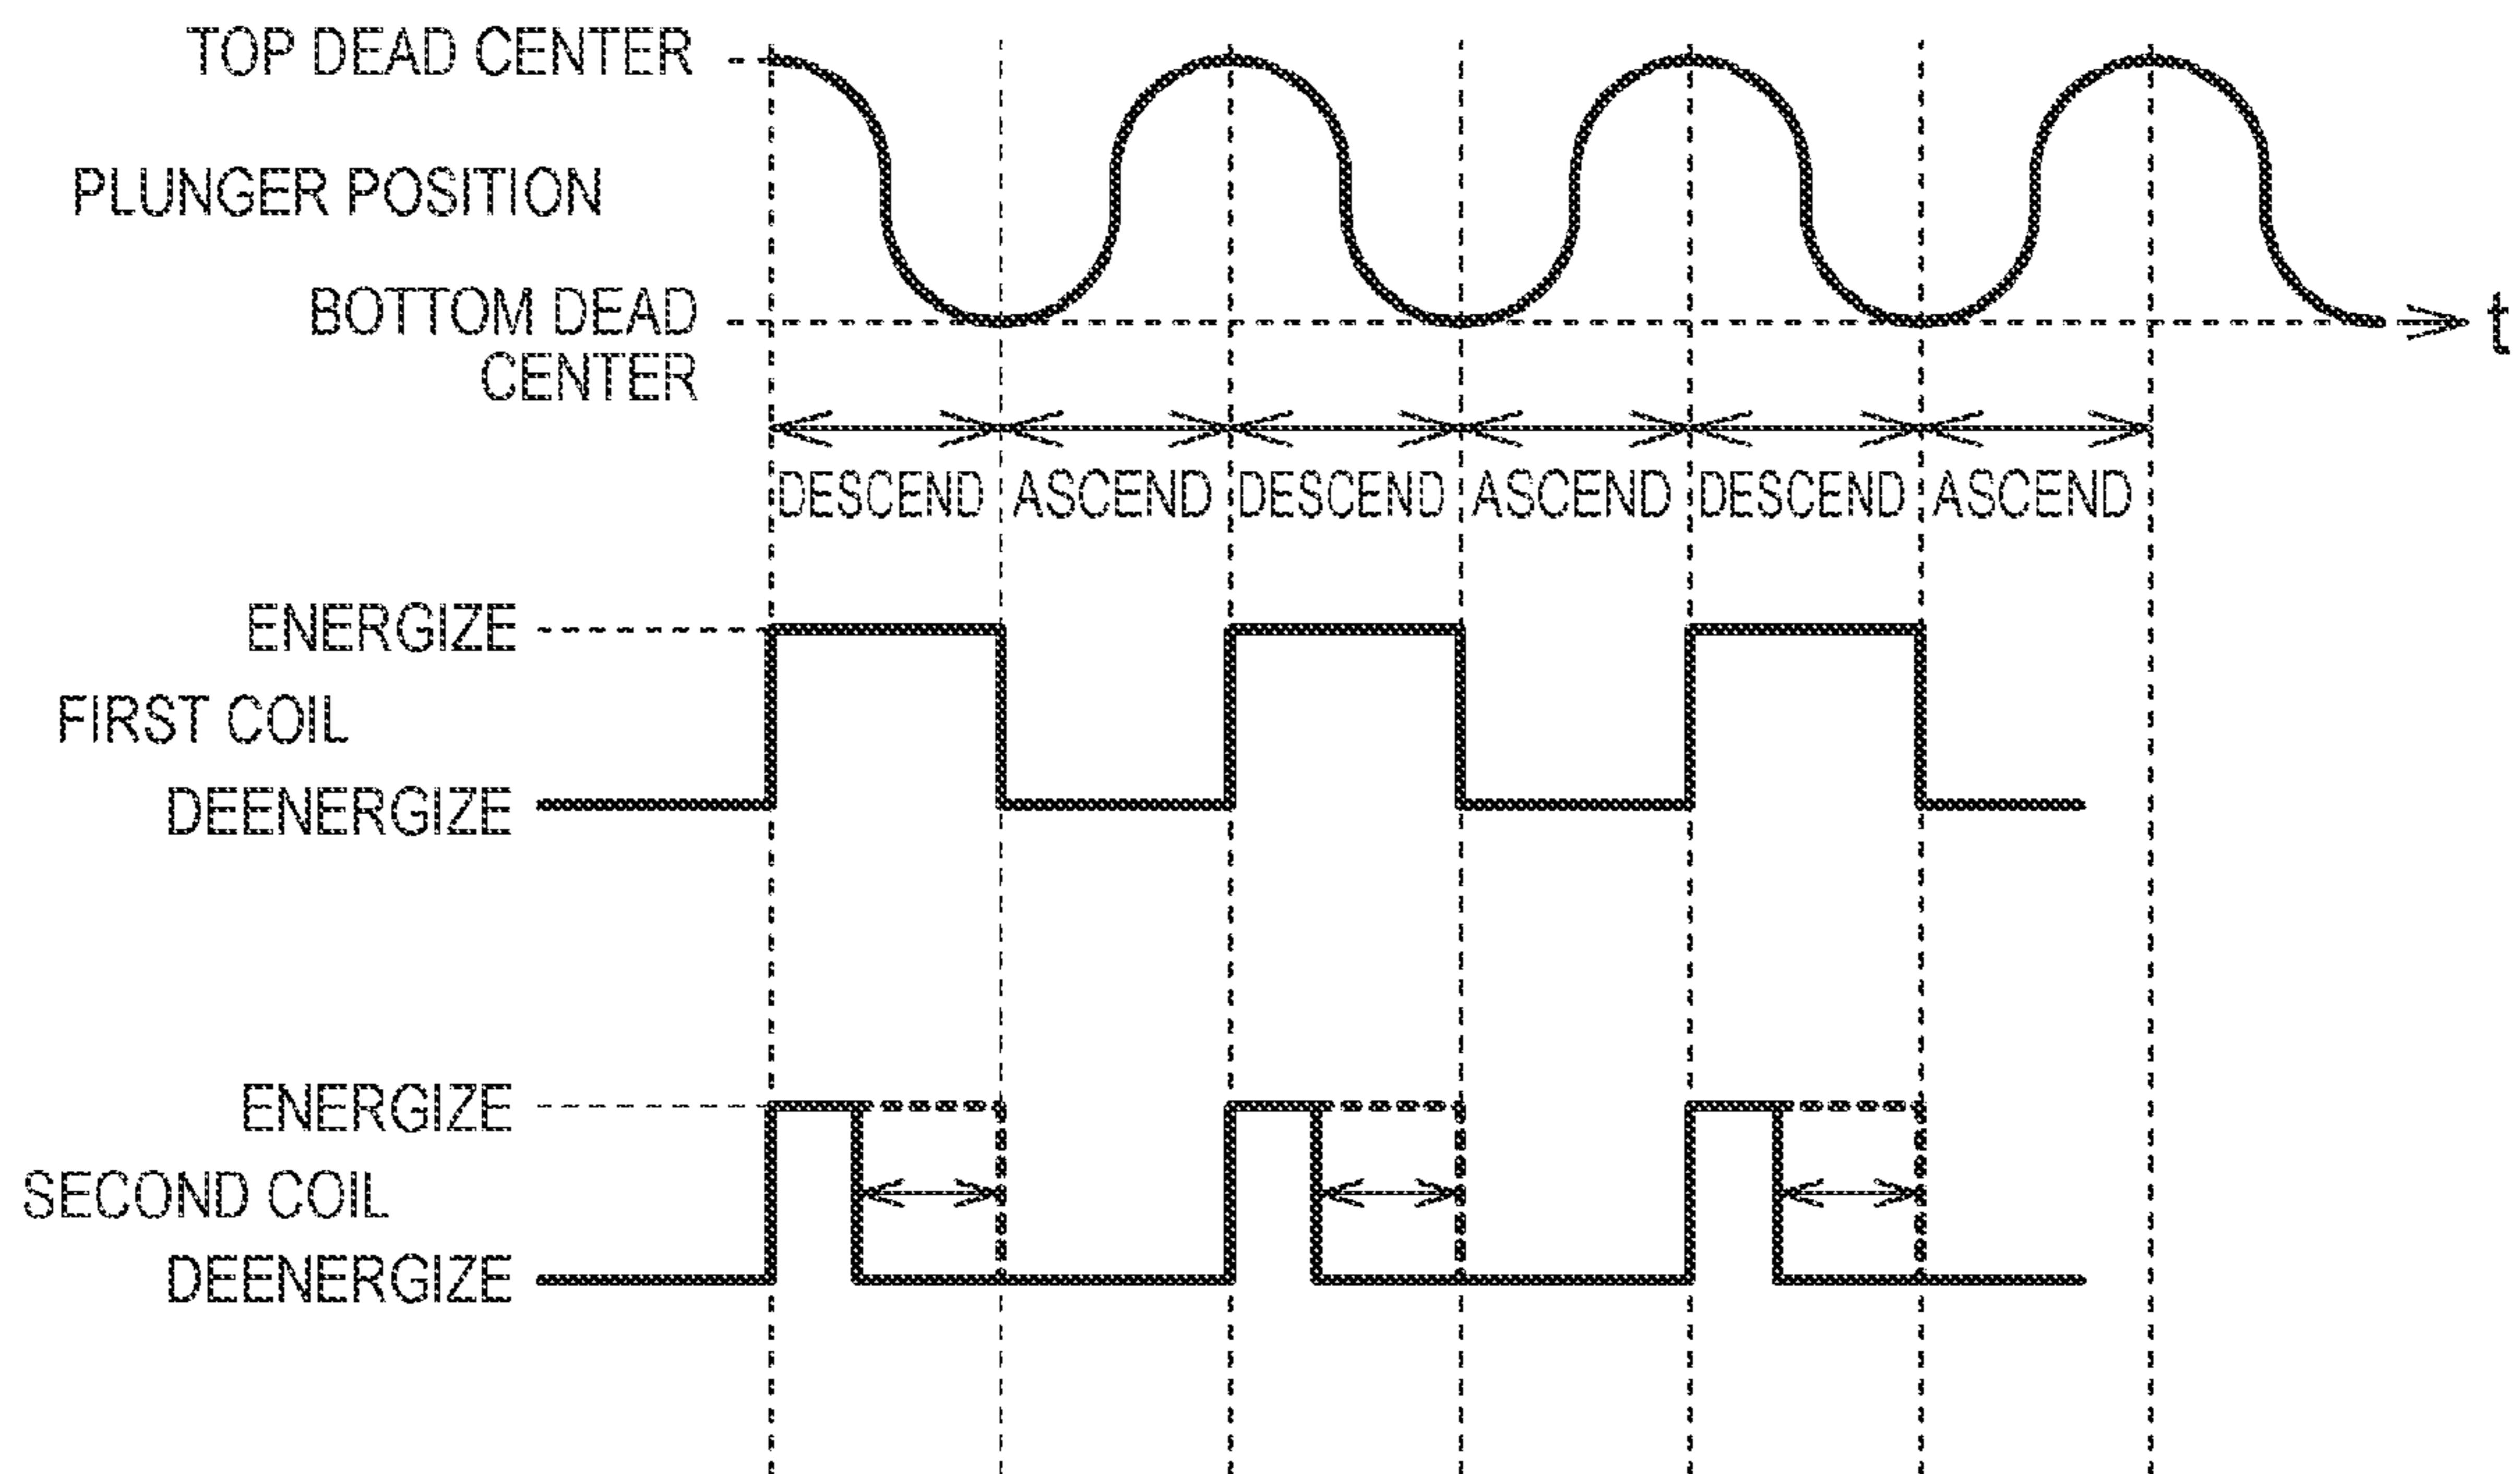 TOP DEAD CENTER
PLUNGER POSITION
BOTTOM DEAD
CENTER
t
DESCEND ASCEND DESCEND ASCEND DESCEND ASCEND
ENERGIZE
FIRST COIL
DEENERGIZE
ENERGIZE
SECOND COIL
DEENERGIZE